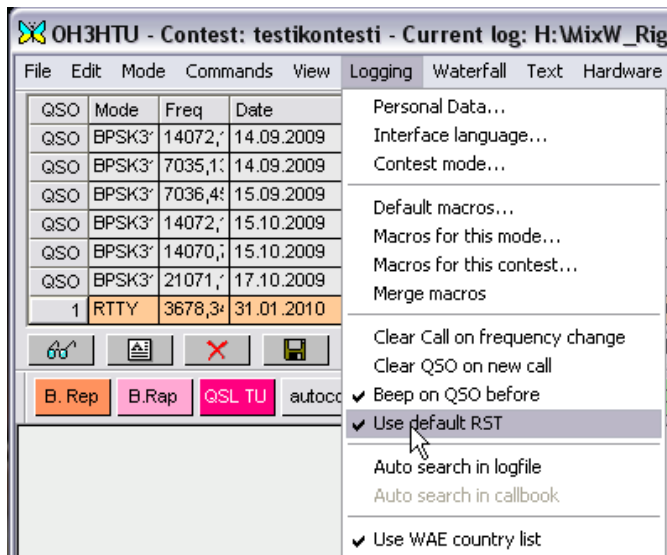 OH3HTU - Contest: testikontesti - Current log: H:\MixW_Rig
File Edit Mode Commands View Logging Waterfall Text Hardware
QSO Mode Freq Date
QSO BPSK3 14072, 14.09.2009
QSO BPSK3 7035,1 14.09.2009
QSO BPSK3 7036,4 15.09.2009
QSO BPSK3 14072, 15.10.2009
QSO BPSK3 14070, 15.10.2009
QSO BPSK3 21071, 17.10.2009
1 RTTY 3678,3 31.01.2010
B. Rep B.Rap QSL TU autocc
Personal Data...
Interface language...
Contest mode...
Default macros...
Macros for this mode...
Macros for this contest...
Merge macros
Clear Call on frequency change
Clear QSO on new call
Beep on QSO before
Use default RST
Auto search in logfile
Auto search in callbook
Use WAE country list